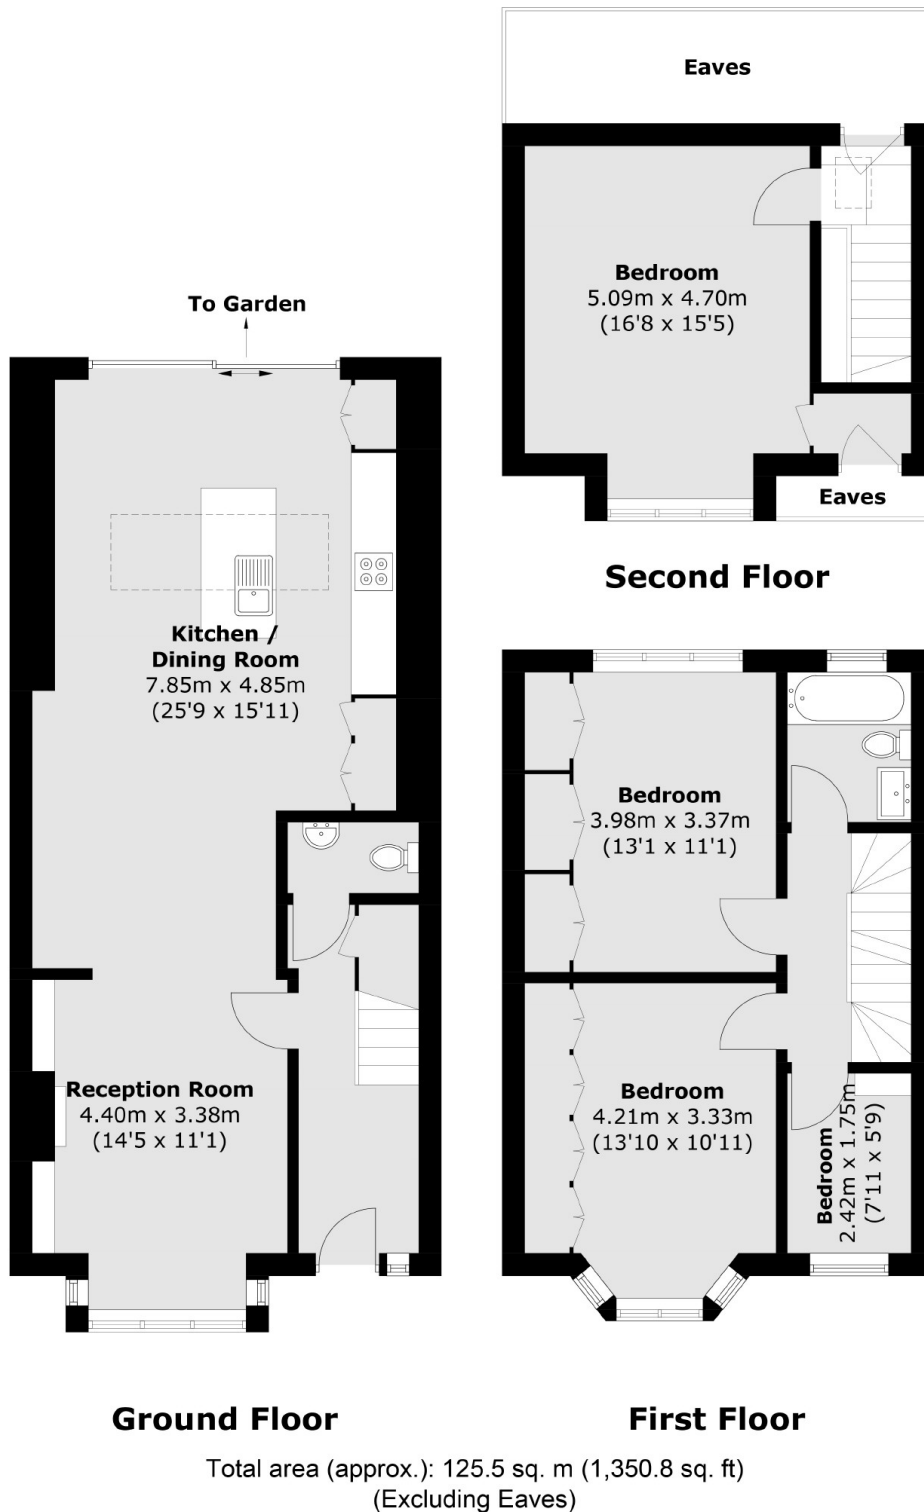 Eaves
Bedroom
5.09m x 4.70m
(16'8 x 15'5)
Eaves
Second Floor
To Garden
Kitchen /
Dining Room
7.85m x 4.85m
(25'9 x 15'11)
Reception Room
4.40m x 3.38m
(14'5 x 11'1)
Ground Floor
Bedroom
3.98m x 3.37m
(13'1 x 11'1)
Bedroom
4.21m x 3.33m
(13'10 x 10'11)
Bedroom
2.42m x 1.75m
(7'11 x 5'9)
First Floor
Total area (approx.): 125.5 sq. m (1,350.8 sq. ft)
(Excluding Eaves)